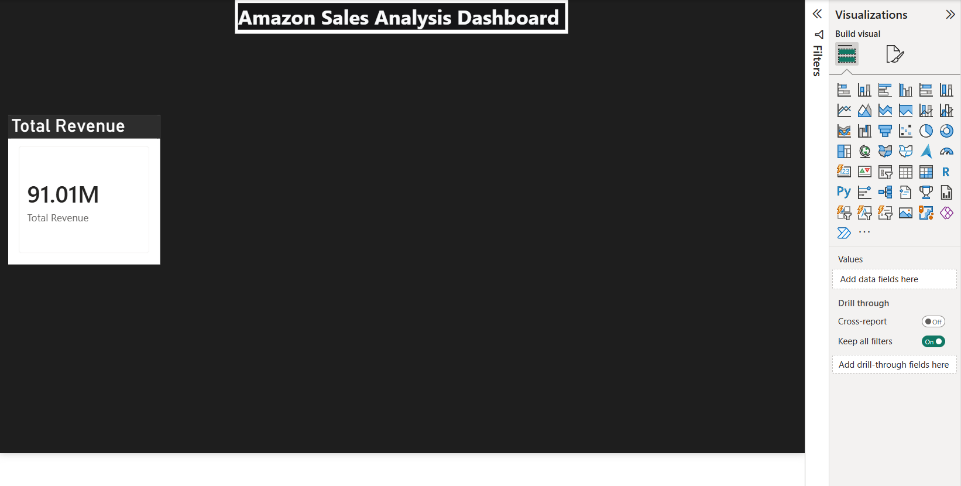 Amazon Sales Analysis Dashboard
Total Revenue
91.01M
Total Revenue
Filters
Visualizations
Build visual
123
R
Py
...
Values
Add data fields here
Drill through
Cross-report
Off
Keep all filters
On
Add drill-through fields here